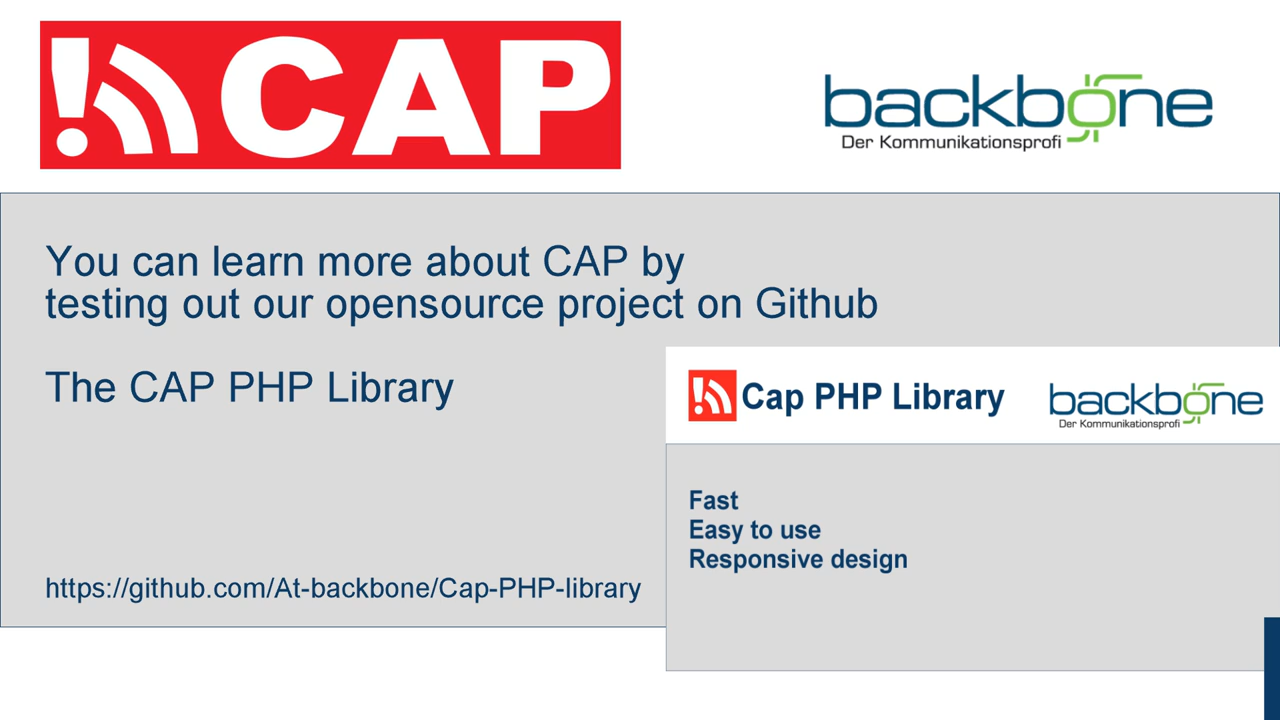 CAP
backbone
Der Kommunikationsprofi
You can learn more about CAP by
testing out our opensource project on Github
The CAP PHP Library
Cap PHP Library
backbone
Der Kommunikationsprofi
Fast
Easy to use
Responsive design
https://github.com/At-backbone/Cap-PHP-library